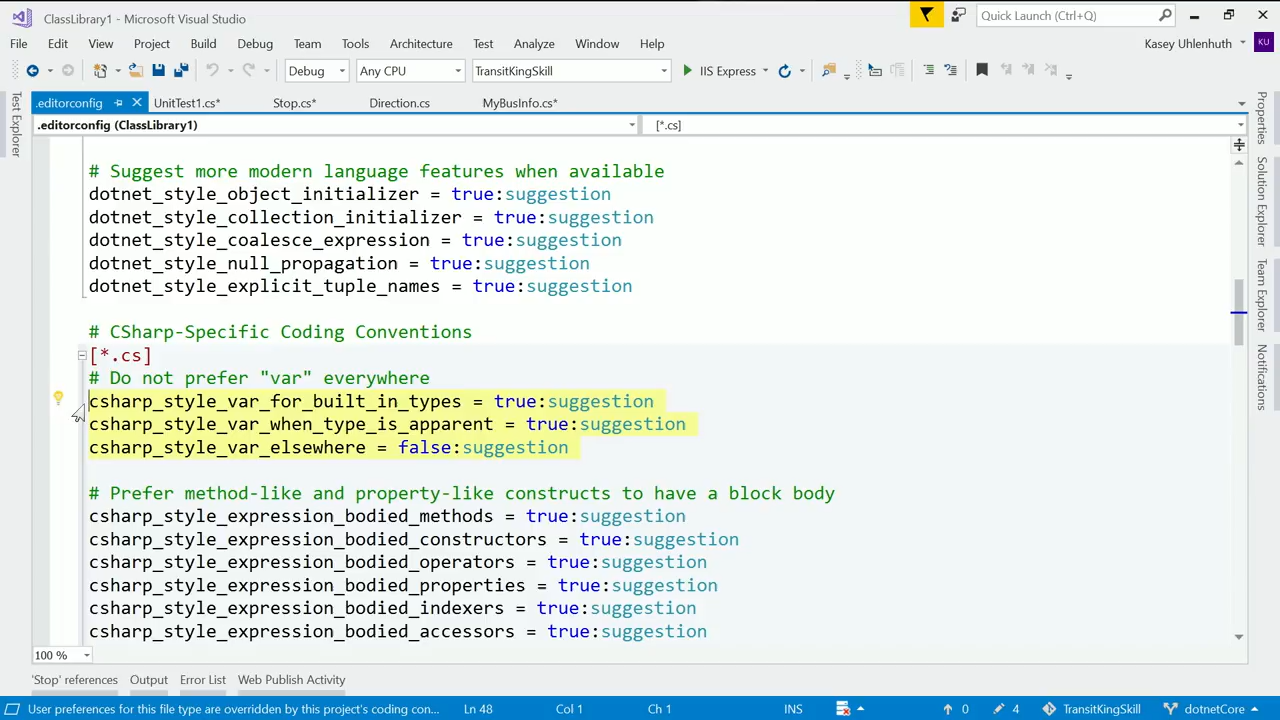 ClassLibrary1 - Microsoft Visual Studio
Quick Launch (Ctrl+Q)
File Edit View Project Build Debug Team Tools Architecture Test Analyze Window Help
Kasey Uhlenhuth KU
Debug Any CPU TransitKingSkill IIS Express
.editorconfig UnitTest1.cs* Stop.cs* Direction.cs MyBusInfo.cs*
.editorconfig (ClassLibrary1) [*.cs]
Test Explorer
# Suggest more modern language features when available
dotnet_style_object_initializer = true:suggestion
dotnet_style_collection_initializer = true:suggestion
dotnet_style_coalesce_expression = true:suggestion
dotnet_style_null_propagation = true:suggestion
dotnet_style_explicit_tuple_names = true:suggestion
# CSharp-Specific Coding Conventions
[*.cs]
# Do not prefer "var" everywhere
csharp_style_var_for_built_in_types = true:suggestion
csharp_style_var_when_type_is_apparent = true:suggestion
csharp_style_var_elsewhere = false:suggestion
# Prefer method-like and property-like constructs to have a block body
csharp_style_expression_bodied_methods = true:suggestion
csharp_style_expression_bodied_constructors = true:suggestion
csharp_style_expression_bodied_operators = true:suggestion
csharp_style_expression_bodied_properties = true:suggestion
csharp_style_expression_bodied_indexers = true:suggestion
csharp_style_expression_bodied_accessors = true:suggestion
Properties
Solution Explorer
Team Explorer
Notifications
100 %
'Stop' references Output Error List Web Publish Activity
User preferences for this file type are overridden by this project's coding con... Ln 48 Col 1 Ch 1 INS 0 4 TransitKingSkill dotnetCore